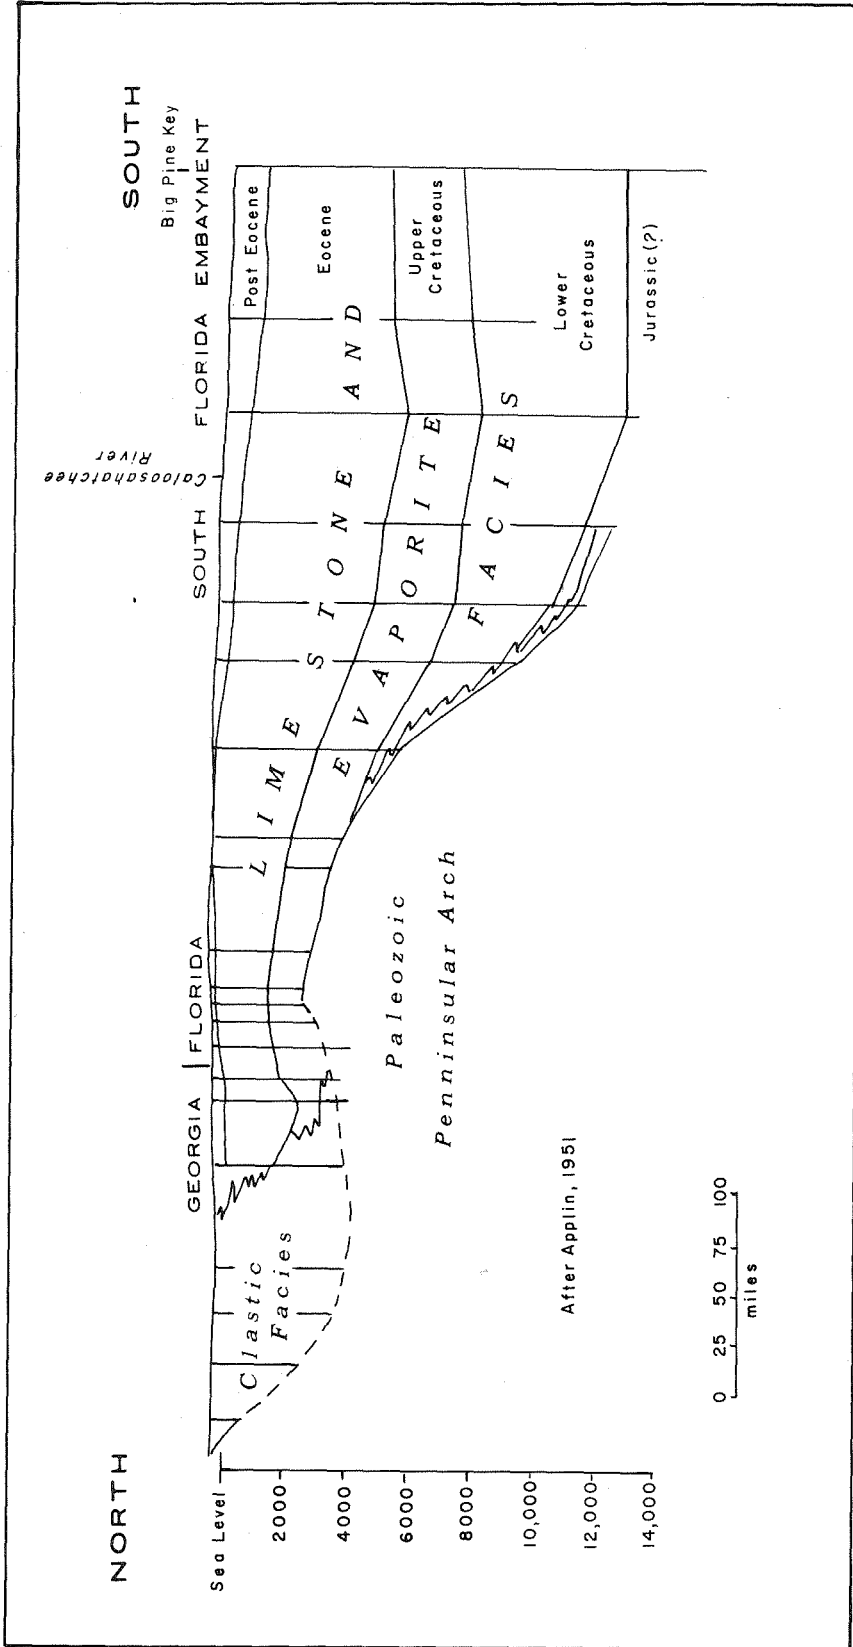 NORTH
SOUTH
Big Pine Key
GEORGIA
FLORIDA
SOUTH FLORIDA EMBAYMENT
Caloosahatchee
River
Sea Level
2000
4000
6000
8000
10,000
12,000
14,000
Clastic
Facies
LIMESTONE AND
EVAPORITE
FACIES
Post Eocene
Eocene
Upper
Cretaceous
Lower
Cretaceous
Jurassic(?)
Paleozoic
Penninsular Arch
After Applin, 1951
0 25 50 75 100
miles